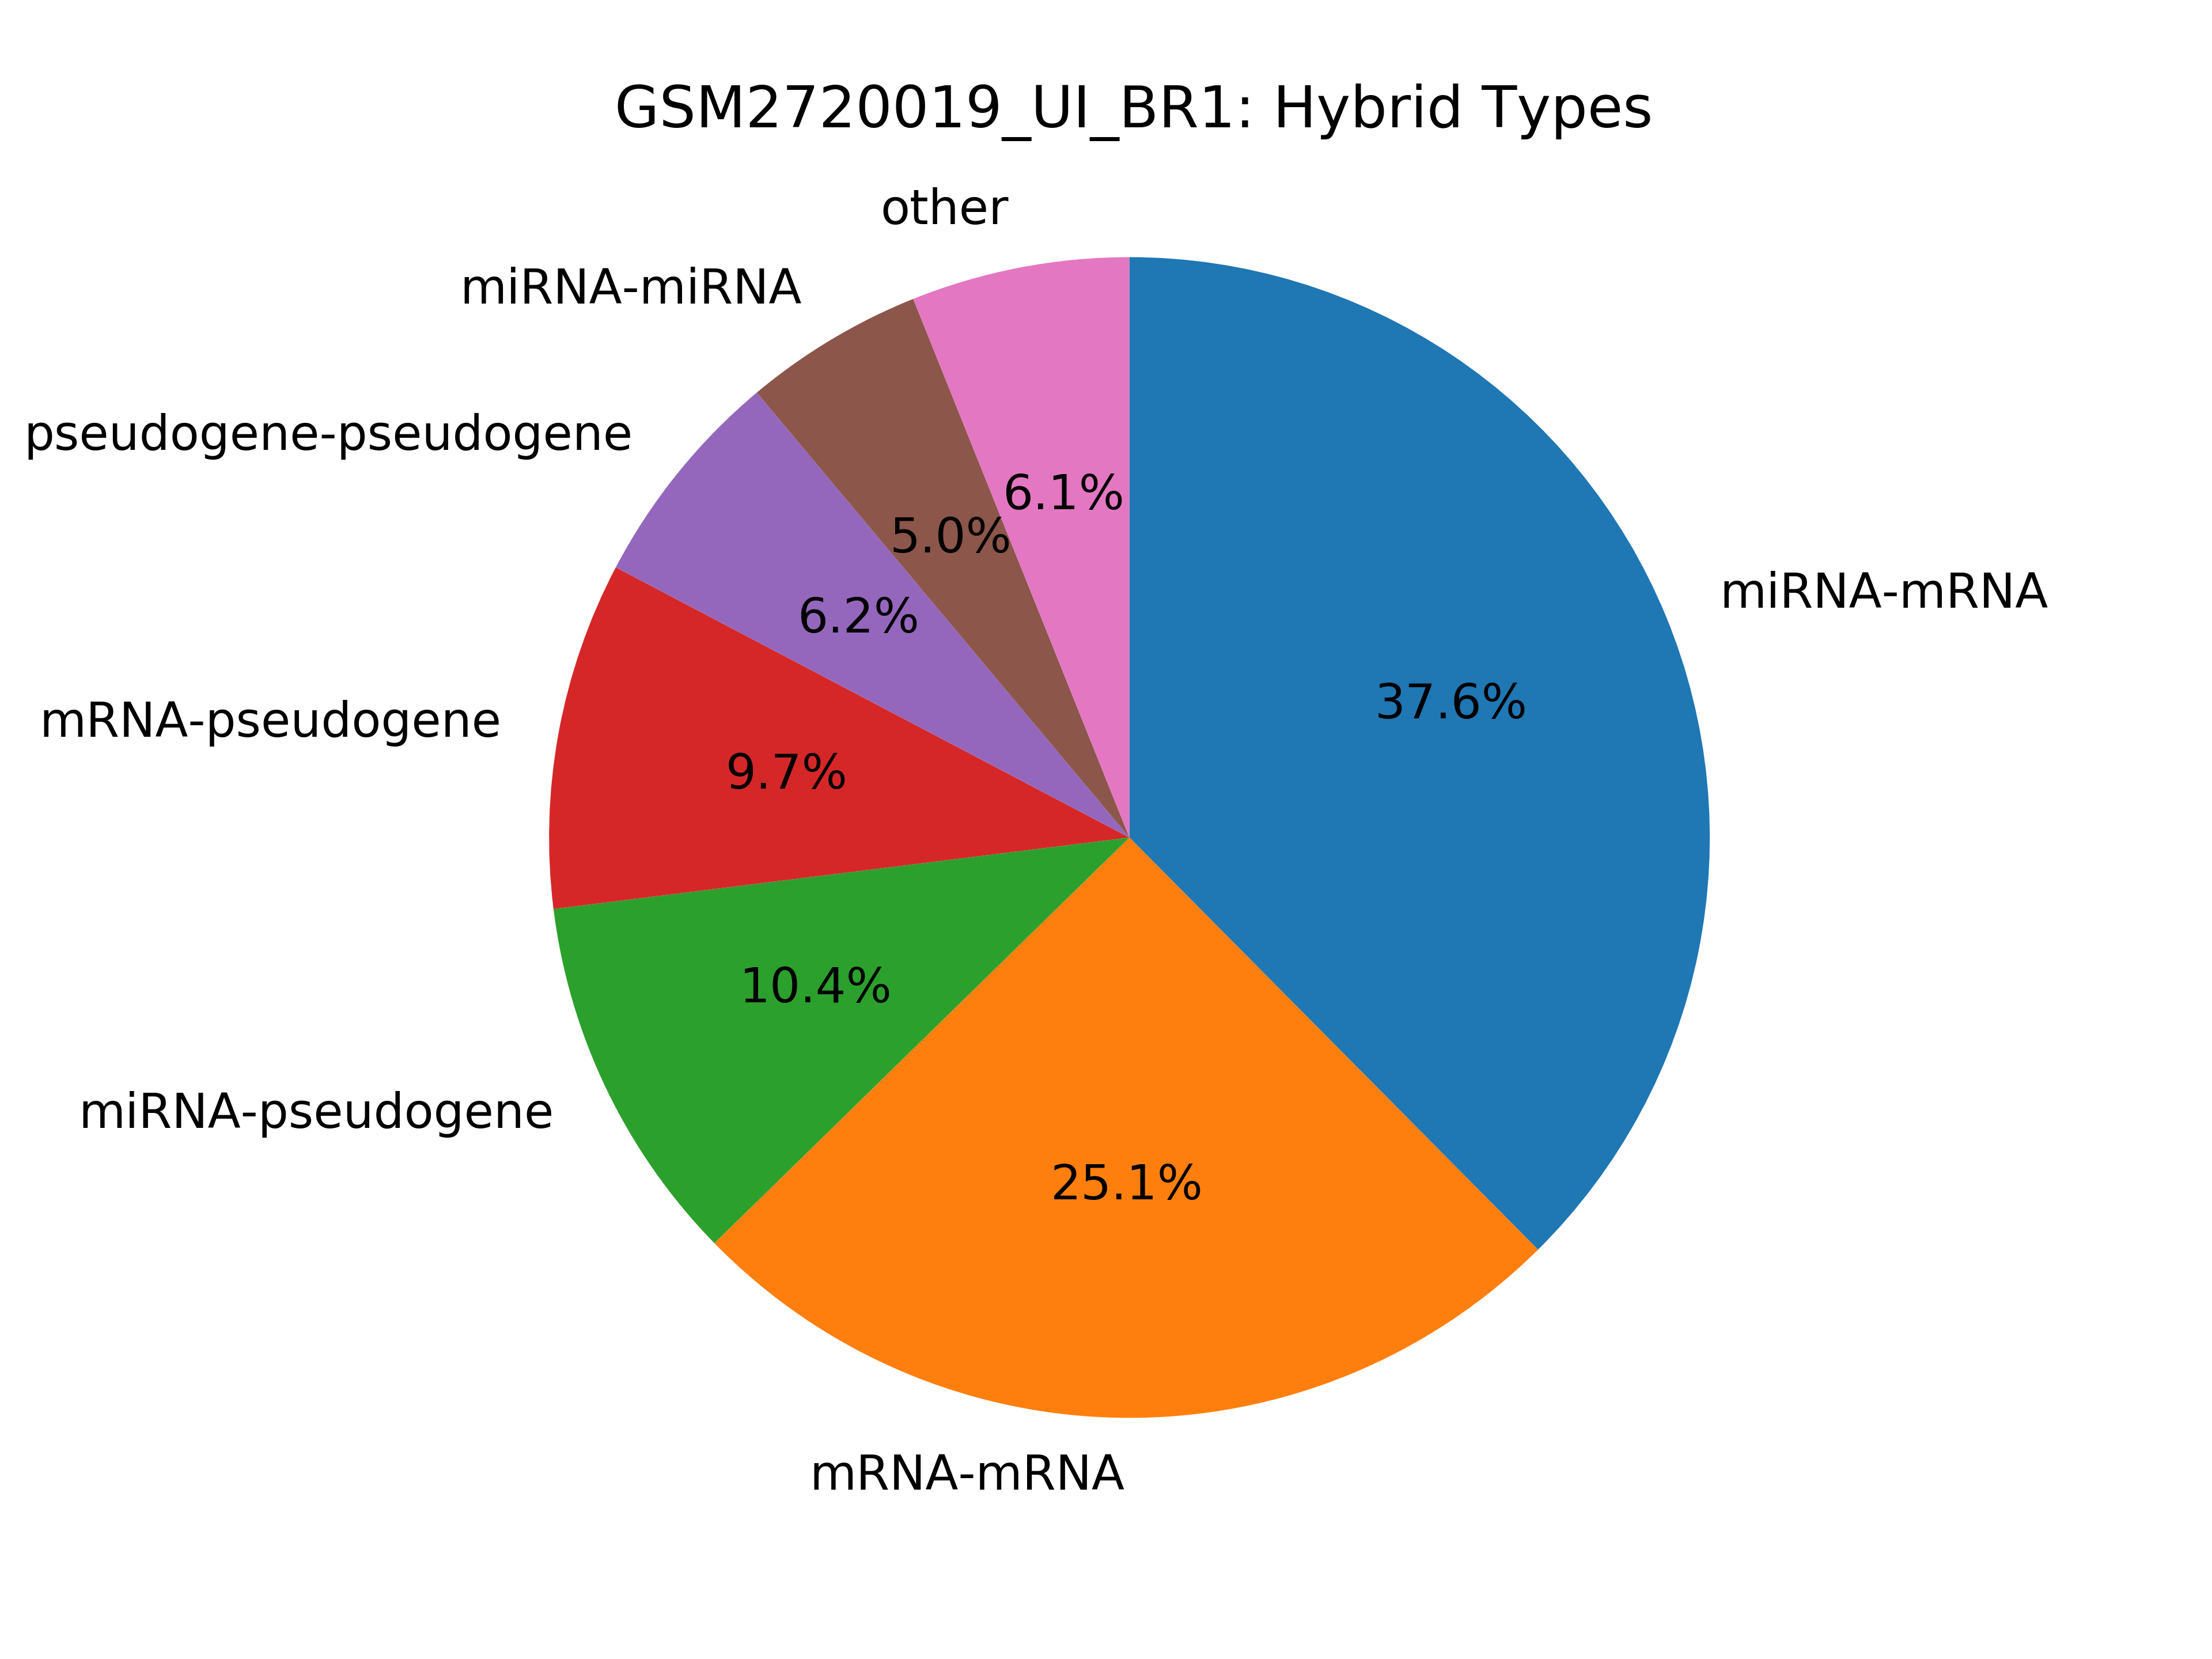 GSM2720019_UI_BR1: Hybrid Types
other
miRNA-miRNA
pseudogene-pseudogene
6.1%
5.0%
miRNA-mRNA
6.2%
37.6%
mRNA-pseudogene
9.7%
10.4%
miRNA-pseudogene
25.1%
mRNA-mRNA